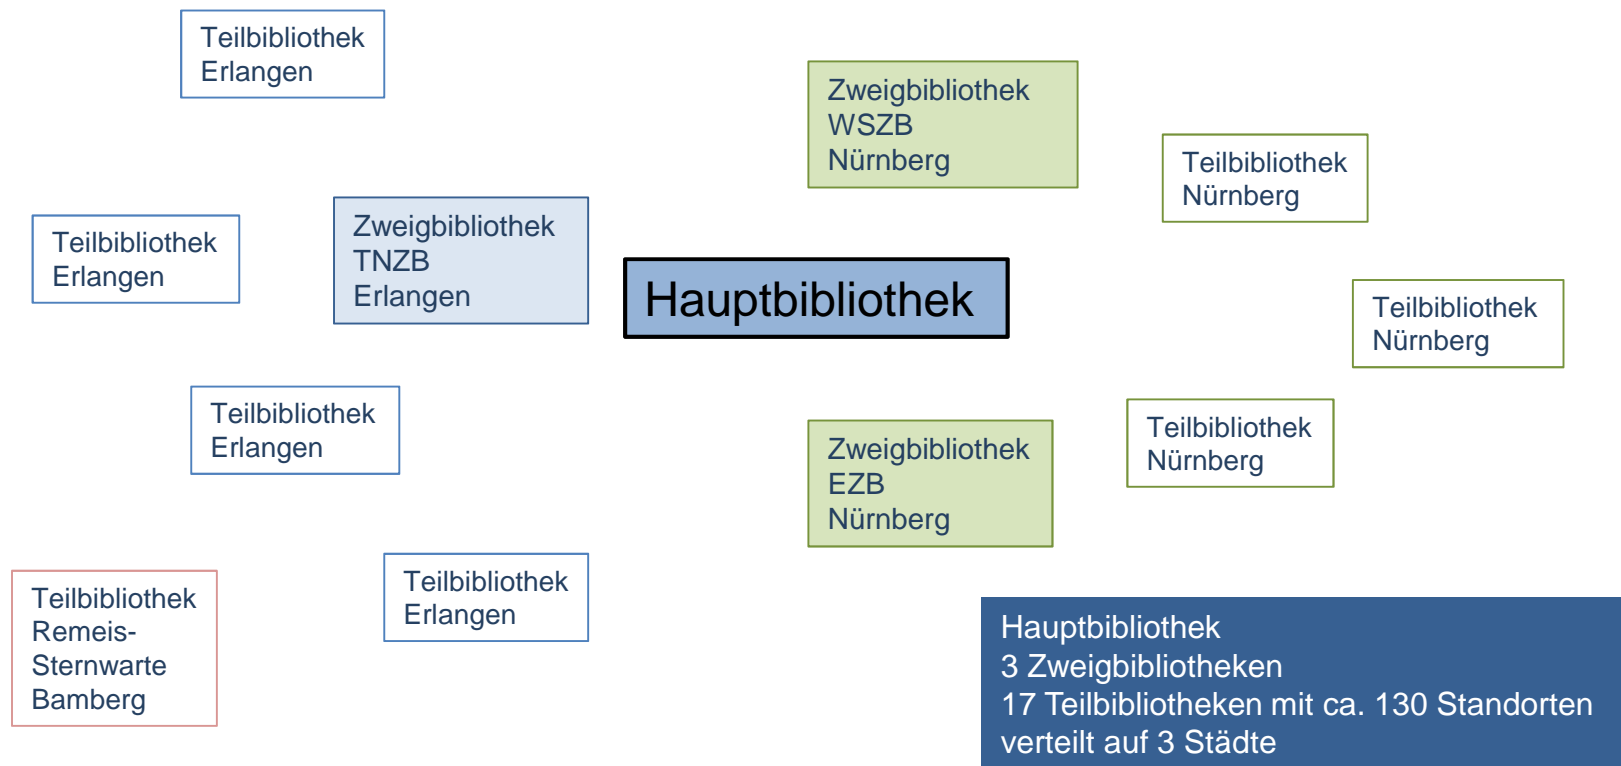 Teilbibliothek
Erlangen
Zweigbibliothek
WSZB
Nürnberg
Teilbibliothek
Nürnberg
Teilbibliothek
Erlangen
Zweigbibliothek
TNZB
Erlangen
Hauptbibliothek
Teilbibliothek
Nürnberg
Teilbibliothek
Erlangen
Teilbibliothek
Nürnberg
Zweigbibliothek
EZB
Nürnberg
Teilbibliothek
Erlangen
Teilbibliothek
Remeis-
Sternwarte
Bamberg
Hauptbibliothek
3 Zweigbibliotheken
17 Teilbibliotheken mit ca. 130 Standorten
verteilt auf 3 Städte